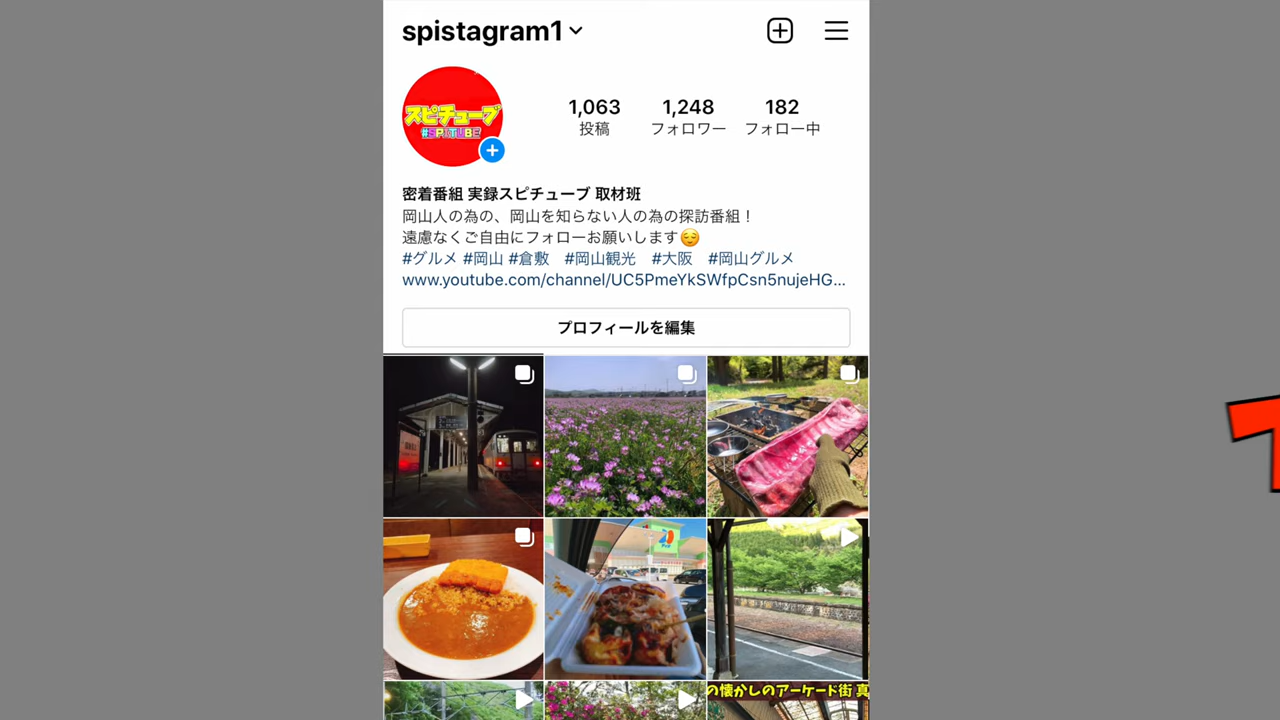 spistagram1
スピチューブ
#SPITUBE
1,063
投稿
1,248
フォロワー
182
フォロー中
密着番組 実録スピチューブ 取材班
岡山人の為の、岡山を知らない人の為の探訪番組！
遠慮なくご自由にフォローお願いします😌
#グルメ #岡山 #倉敷　#岡山観光　#大阪　#岡山グルメ
www.youtube.com/channel/UC5PmeYkSWfpCsn5nujeHG...
プロフィールを編集
の懐かしのアーケード街 真